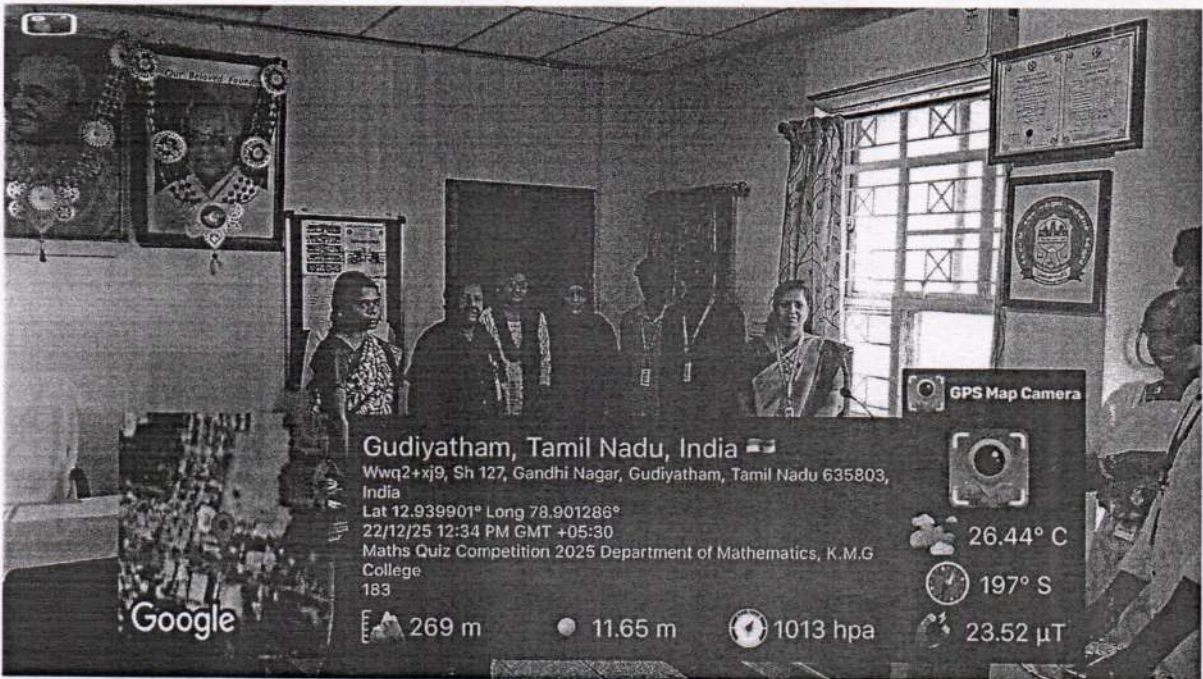 Our Beloved Found
GPS Map Camera
Gudiyatham, Tamil Nadu, India
Wwq2+xj9, Sh 127, Gandhi Nagar, Gudiyatham, Tamil Nadu 635803,
India
Lat 12.939901° Long 78.901286°
22/12/25 12:34 PM GMT +05:30
Maths Quiz Competition 2025 Department of Mathematics, K.M.G
College
183
26.44° C
197° S
Google
269 m
11.65 m
1013 hpa
23.52 µT